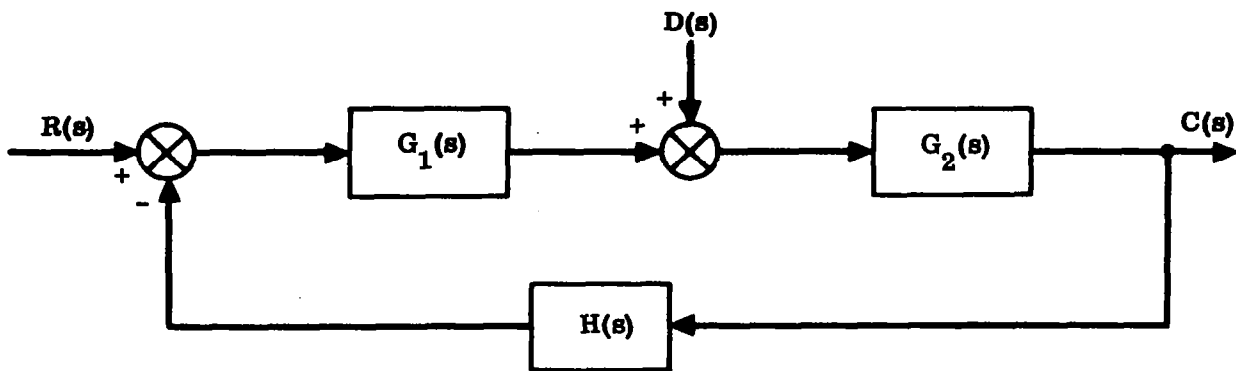 D(s)
R(s)
+
-
G₁(s)
+
+
G₂(s)
C(s)
H(s)